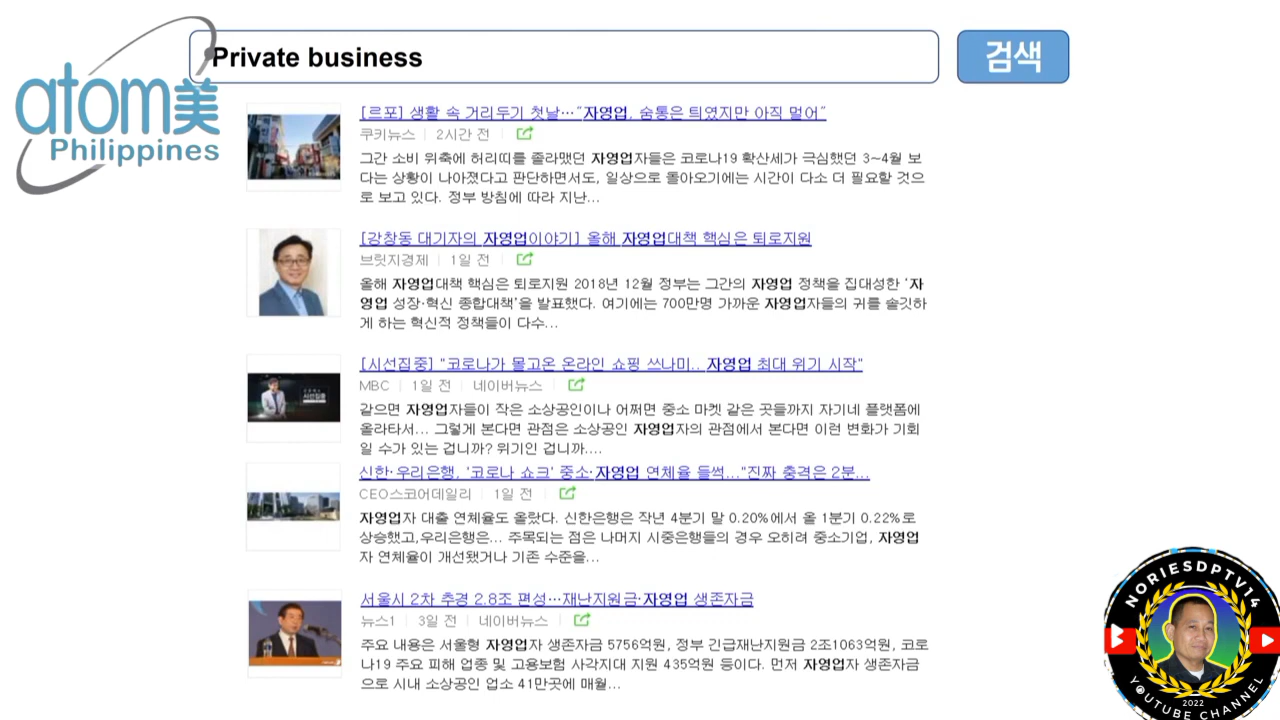 Private business
검색
atom美
Philippines
[르포] 생활 속 거리두기 첫날…"자영업, 숨통은 틔였지만 아직 멀어"
쿠키뉴스 2시간 전
그간 소비 위축에 허리띠를 졸라맸던 자영업자들은 코로나19 확산세가 극심했던 3~4월 보
다는 상황이 나아졌다고 판단하면서도, 일상으로 돌아오기에는 시간이 다소 더 필요할 것으
로 보고 있다. 정부 방침에 따라 지난...
[강창동 대기자의 자영업이야기] 올해 자영업대책 핵심은 퇴로지원
브릿지경제 1일 전
올해 자영업대책 핵심은 퇴로지원 2018년 12월 정부는 그간의 자영업 정책을 집대성한 '자
영업 성장·혁신 종합대책'을 발표했다. 여기에는 700만명 가까운 자영업자들의 귀를 솔깃하
게 하는 혁신적 정책들이 다수...
[시선집중] "코로나가 몰고온 온라인 쇼핑 쓰나미.. 자영업 최대 위기 시작"
MBC 1일 전 네이버뉴스
같으면 자영업자들이 작은 소상공인이나 어쩌면 중소 마켓 같은 곳들까지 자기네 플랫폼에
올라타서... 그렇게 본다면 관점은 소상공인 자영업자의 관점에서 본다면 이런 변화가 기회
일 수가 있는 겁니까? 위기인 겁니까....
신한·우리은행, '코로나 쇼크' 중소·자영업 연체율 들썩..."진짜 충격은 2분...
CEO스코어데일리 1일 전
자영업자 대출 연체율도 올랐다. 신한은행은 작년 4분기 말 0.20%에서 올 1분기 0.22%로
상승했고,우리은행은... 주목되는 점은 나머지 시중은행들의 경우 오히려 중소기업, 자영업
자 연체율이 개선됐거나 기존 수준을...
서울시 2차 추경 2.8조 편성…재난지원금·자영업 생존자금
뉴스1 3일 전 네이버뉴스
주요 내용은 서울형 자영업자 생존자금 5756억원, 정부 긴급재난지원금 2조1063억원, 코로
나19 주요 피해 업종 및 고용보험 사각지대 지원 435억원 등이다. 먼저 자영업자 생존자금
으로 시내 소상공인 업소 41만곳에 매월...
NORIESDPTV14
2022
YOUTUBE CHANNEL